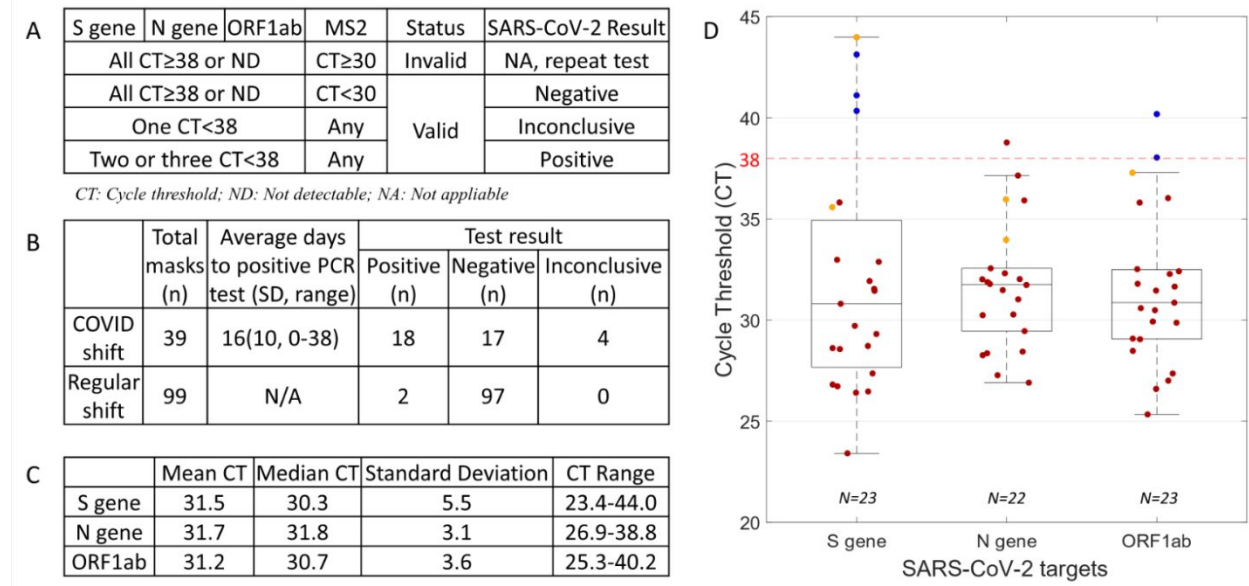 A
S gene N gene ORF1ab MS2 Status SARS-CoV-2 Result
All CT≥38 or ND CT≥30 Invalid NA, repeat test
All CT≥38 or ND CT<30 Valid Negative
One CT<38 Any Inconclusive
Two or three CT<38 Any Positive
CT: Cycle threshold; ND: Not detectable; NA: Not appliable
B
Total masks (n) Average days to positive PCR test (SD, range) Test result
Positive (n) Negative (n) Inconclusive (n)
COVID shift 39 16(10, 0-38) 18 17 4
Regular shift 99 N/A 2 97 0
C
Mean CT Median CT Standard Deviation CT Range
S gene 31.5 30.3 5.5 23.4-44.0
N gene 31.7 31.8 3.1 26.9-38.8
ORF1ab 31.2 30.7 3.6 25.3-40.2
D
Cycle Threshold (CT)
45
40
38
35
30
25
20
N=23 N=22 N=23
S gene N gene ORF1ab
SARS-CoV-2 targets